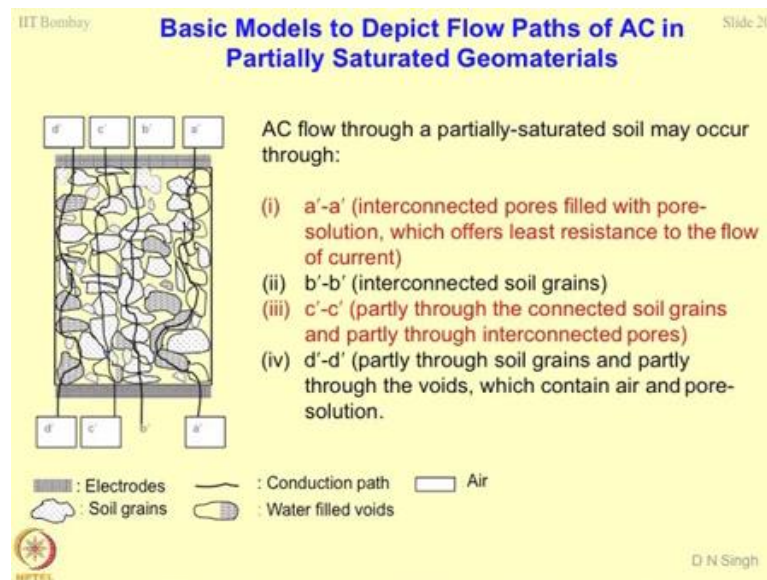 IIT Bombay
Basic Models to Depict Flow Paths of AC in
Partially Saturated Geomaterials
Slide 20
d' c' b' a'
AC flow through a partially-saturated soil may occur
through:
(i) a'-a' (interconnected pores filled with pore-
solution, which offers least resistance to the flow
of current)
(ii) b'-b' (interconnected soil grains)
(iii) c'-c' (partly through the connected soil grains
and partly through interconnected pores)
(iv) d'-d' (partly through soil grains and partly
through the voids, which contain air and pore-
solution.
d' c' b' a'
: Electrodes : Conduction path Air
: Soil grains : Water filled voids
NPTEL
D N Singh